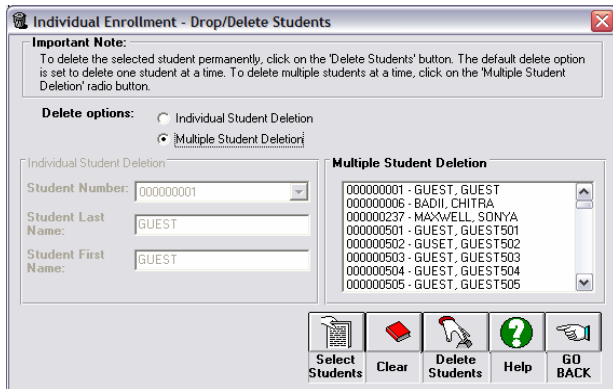 Individual Enrollment - Drop/Delete Students
Important Note:
To delete the selected student permanently, click on the 'Delete Students' button. The default delete option
is set to delete one student at a time. To delete multiple students at a time, click on the 'Multiple Student
Deletion' radio button.
Delete options:
Individual Student Deletion
Multiple Student Deletion
Individual Student Deletion
Student Number:
000000001
Student Last
Name:
GUEST
Student First
Name:
GUEST
Multiple Student Deletion
000000001 - GUEST, GUEST
000000006 - BADII, CHITRA
000000237 - MAXWELL, SONYA
000000501 - GUEST, GUEST501
000000502 - GUSET, GUEST502
000000503 - GUEST, GUEST503
000000504 - GUEST, GUEST504
000000505 - GUEST, GUEST505
Select
Students
Clear
Delete
Students
Help
GO
BACK